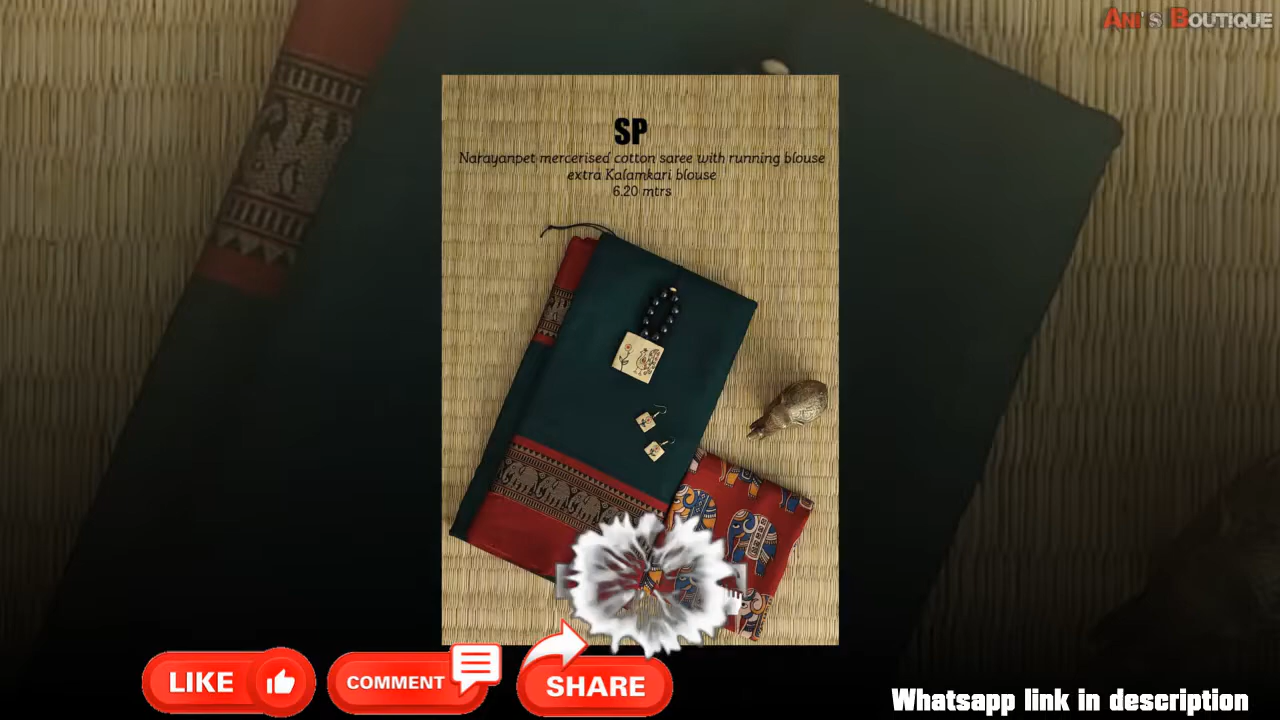 ANI'S BOUTIQUE
SP
Narayanpet mercerised cotton saree with running blouse
extra Kalamkari blouse
6.20 mtrs
LIKE
COMMENT
SHARE
Whatsapp link in description